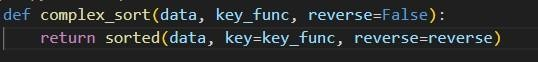 def complex_sort(data, key_func, reverse=False):
    return sorted(data, key=key_func, reverse=reverse)